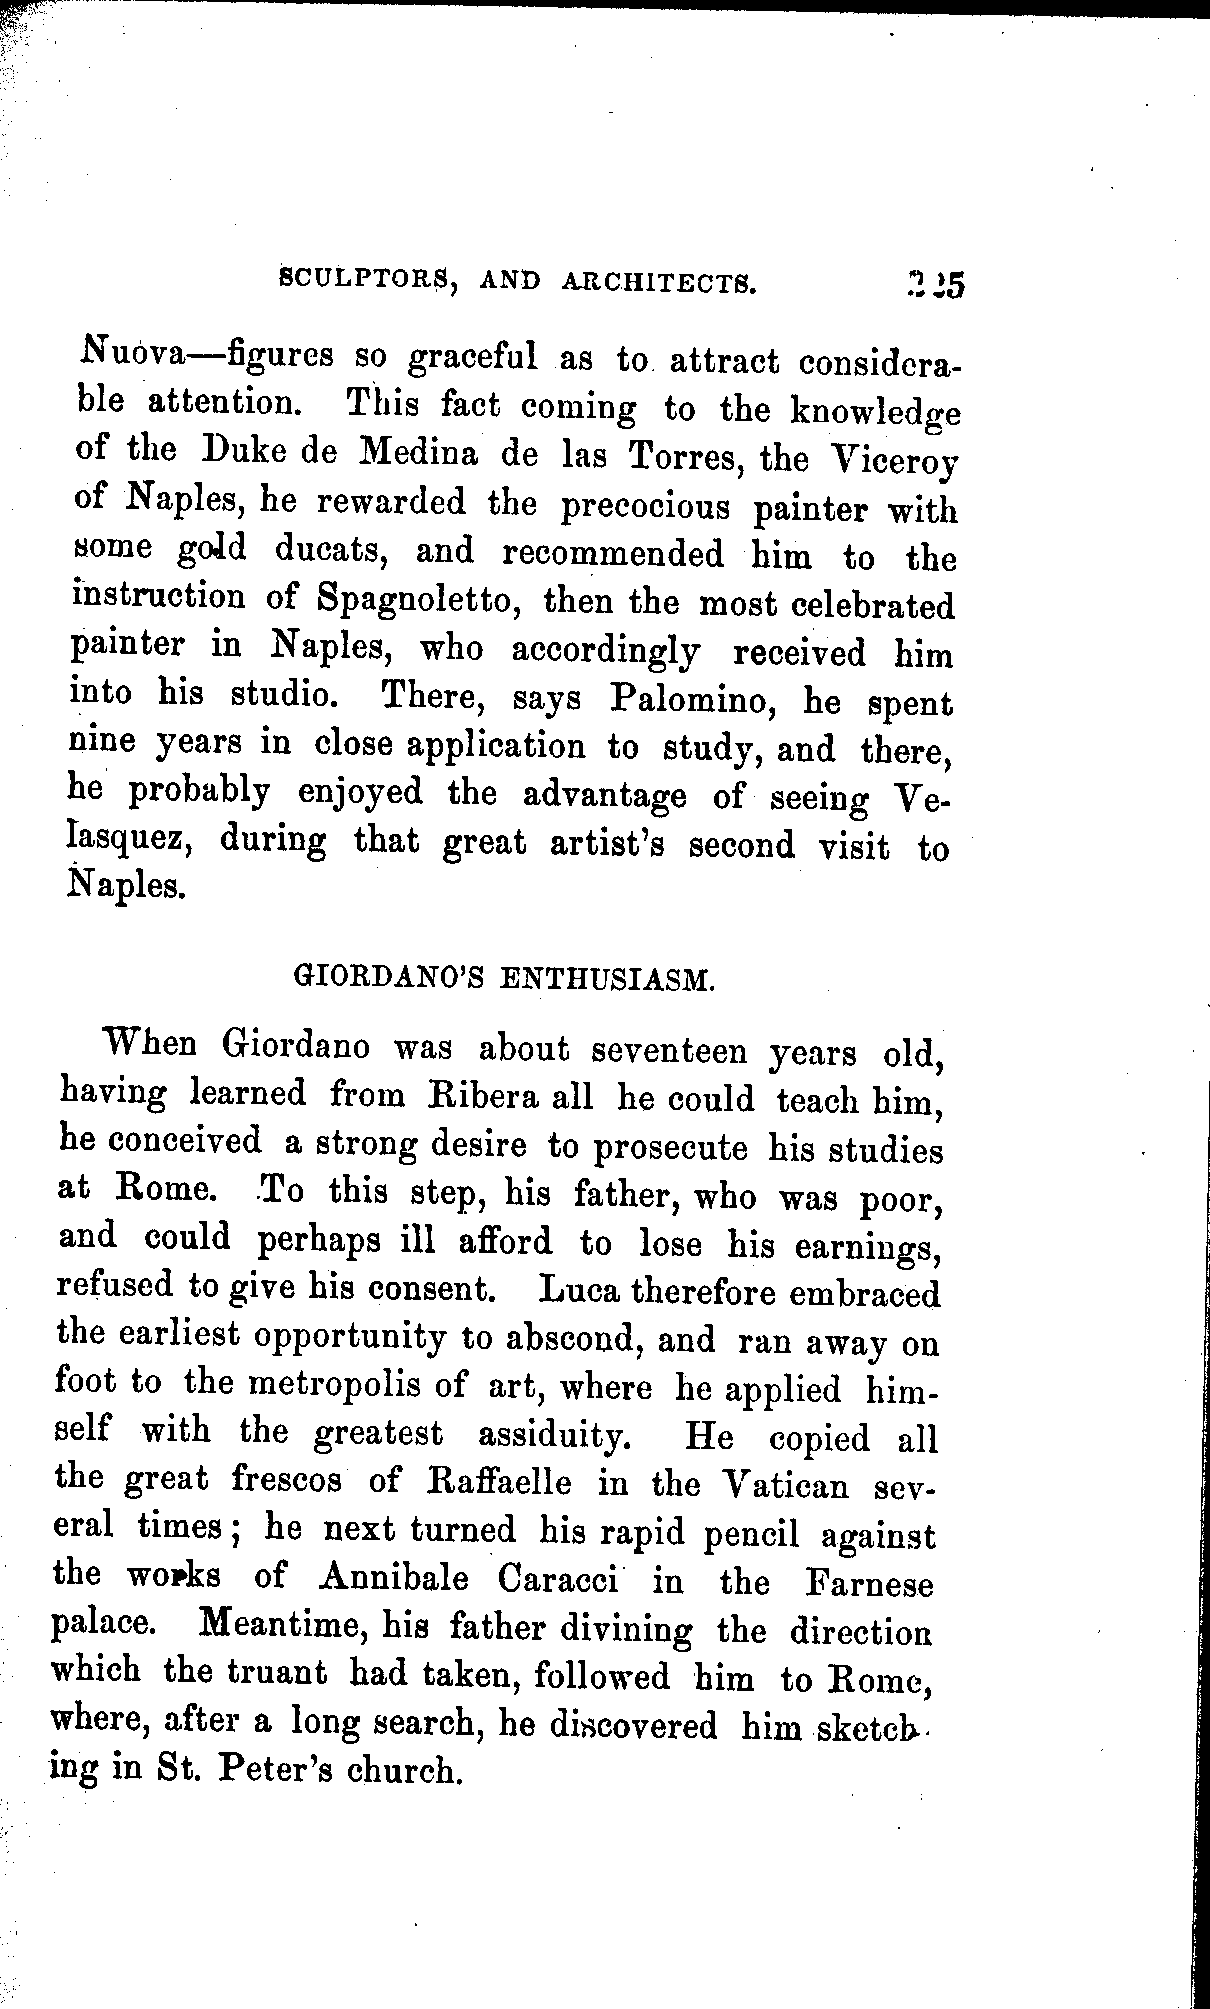 SCULPTORS, AND ARCHITECTS. 225
Nuova—figures so graceful as to attract considera-
ble attention. This fact coming to the knowledge
of the Duke de Medina de las Torres, the Viceroy
of Naples, he rewarded the precocious painter with
some gold ducats, and recommended him to the
instruction of Spagnoletto, then the most celebrated
painter in Naples, who accordingly received him
into his studio. There, says Palomino, he spent
nine years in close application to study, and there,
he probably enjoyed the advantage of seeing Ve-
lasquez, during that great artist's second visit to
Naples.
GIORDANO'S ENTHUSIASM.
When Giordano was about seventeen years old,
having learned from Ribera all he could teach him,
he conceived a strong desire to prosecute his studies
at Rome. To this step, his father, who was poor,
and could perhaps ill afford to lose his earnings,
refused to give his consent. Luca therefore embraced
the earliest opportunity to abscond, and ran away on
foot to the metropolis of art, where he applied him-
self with the greatest assiduity. He copied all
the great frescos of Raffaelle in the Vatican sev-
eral times; he next turned his rapid pencil against
the works of Annibale Caracci in the Farnese
palace. Meantime, his father divining the direction
which the truant had taken, followed him to Rome,
where, after a long search, he discovered him sketch-
ing in St. Peter's church.